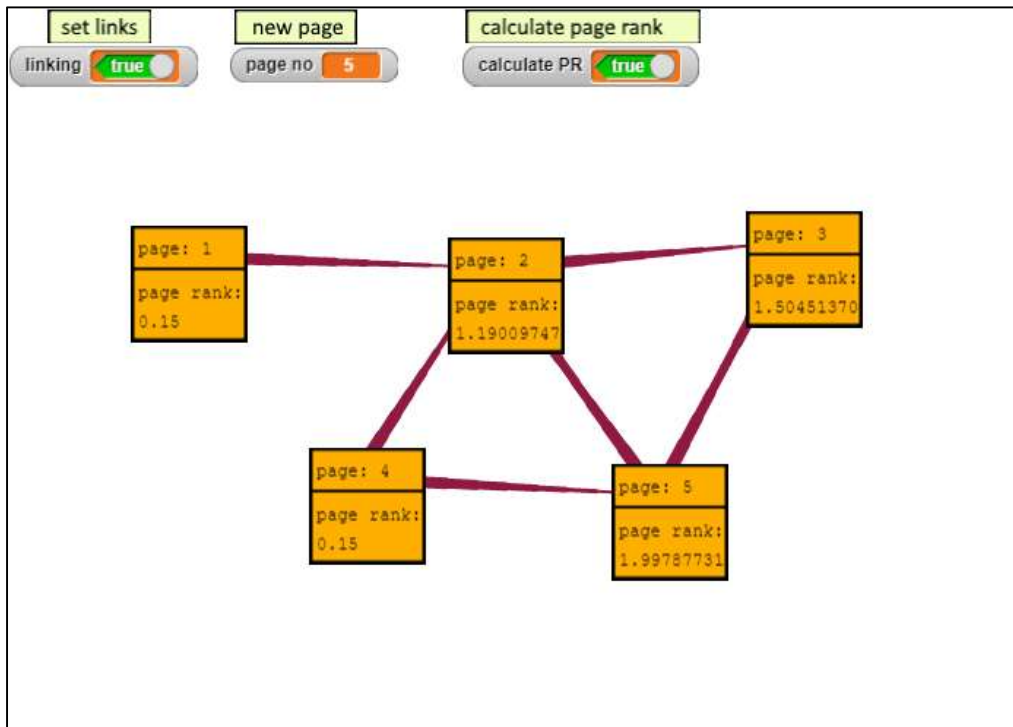 set links
new page
calculate page rank
linking true
page no 5
calculate PR true
page: 1
page rank:
0.15
page: 2
page rank:
1.19009747
page: 3
page rank:
1.50451370
page: 4
page rank:
0.15
page: 5
page rank:
1.99787731